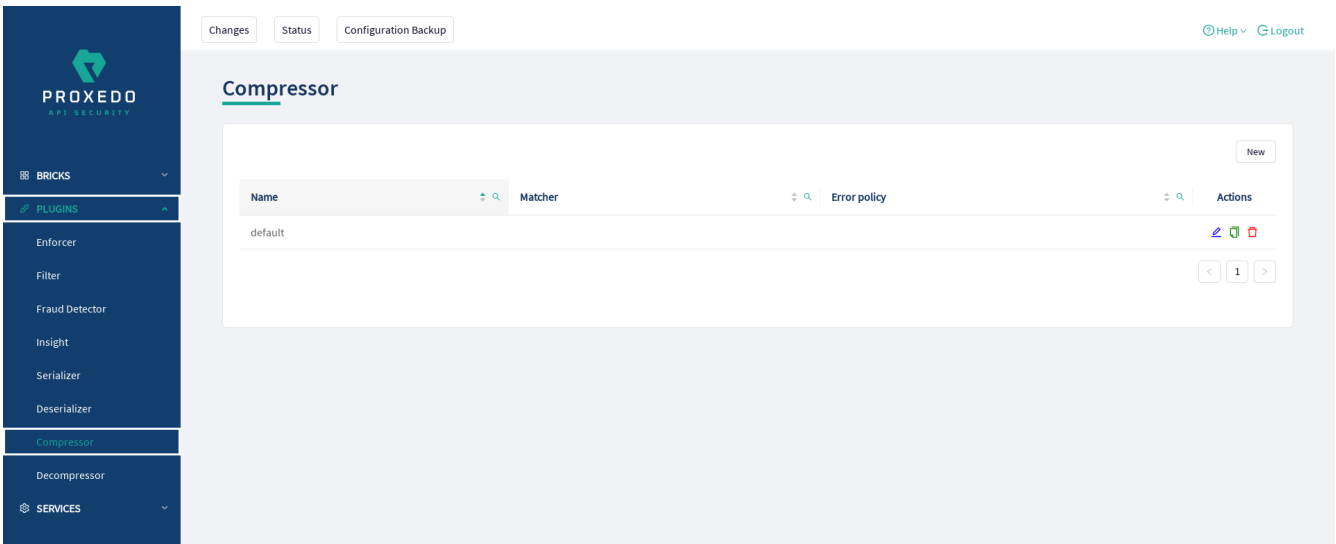 Changes Status Configuration Backup Help Logout
PROXEDO
API SECURITY
Compressor
New
BRICKS
PLUGINS
Enforcer
Filter
Fraud Detector
Insight
Serializer
Deserializer
Compressor
Decompressor
SERVICES
Name Matcher Error policy Actions
default
< 1 >